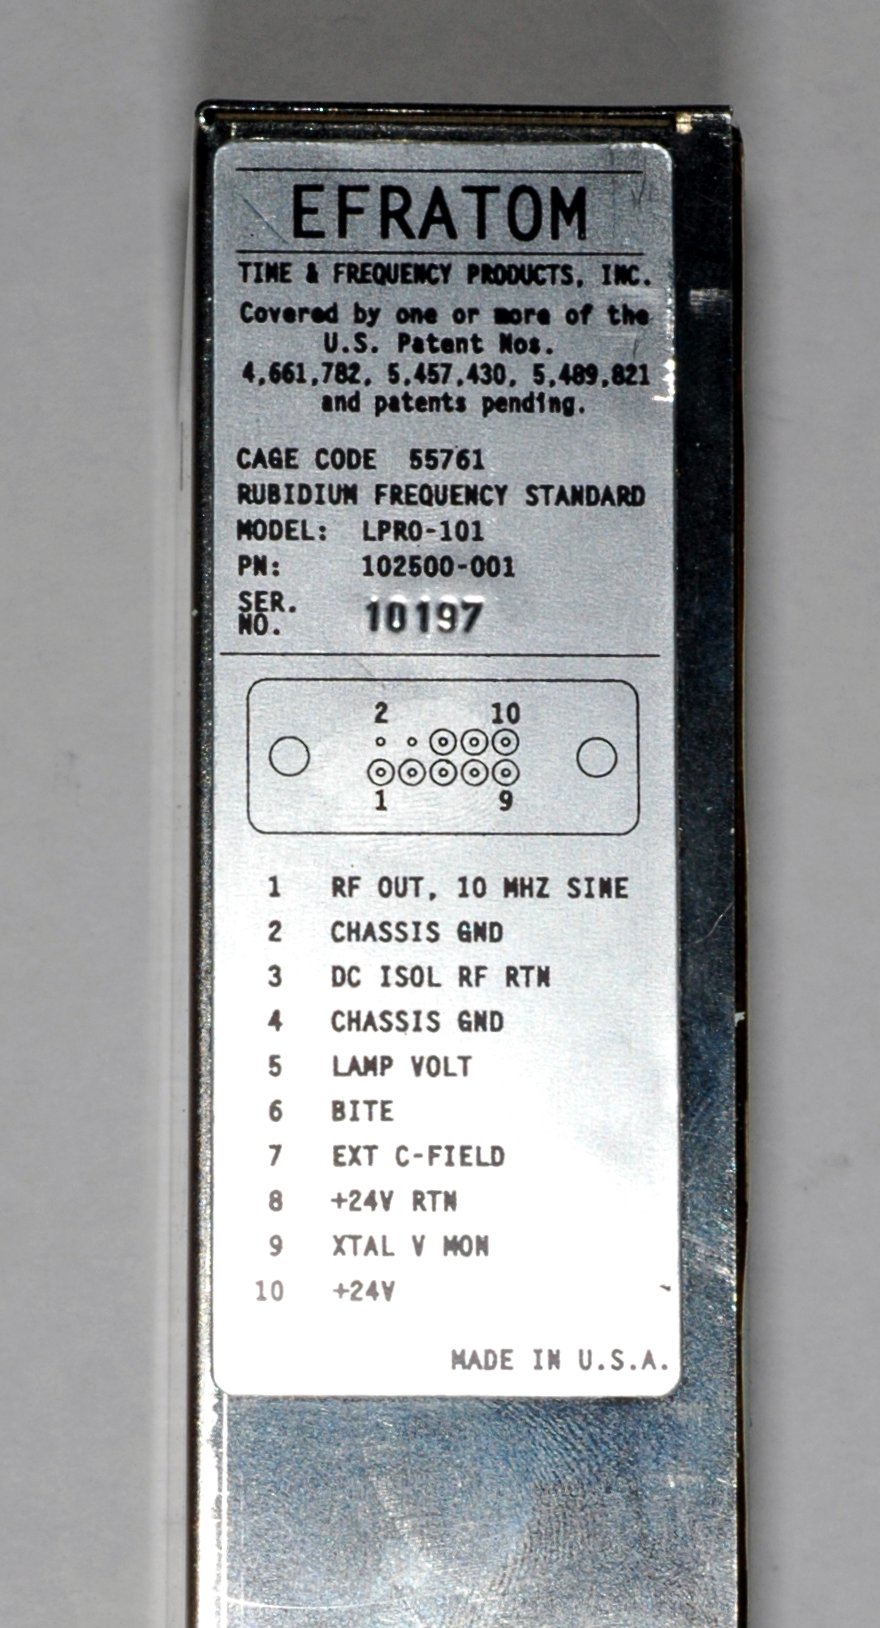 EFRATOM
TIME & FREQUENCY PRODUCTS, INC.
Covered by one or more of the
U.S. Patent Nos.
4,661,782, 5,457,430, 5,489,821
and patents pending.
CAGE CODE 55761
RUBIDIUM FREQUENCY STANDARD
MODEL: LPRO-101
PN: 102500-001
SER. NO. 10197
2 10
1 9
1 RF OUT, 10 MHZ SINE
2 CHASSIS GND
3 DC ISOL RF RTN
4 CHASSIS GND
5 LAMP VOLT
6 BITE
7 EXT C-FIELD
8 +24V RTN
9 XTAL V MON
10 +24V
MADE IN U.S.A.